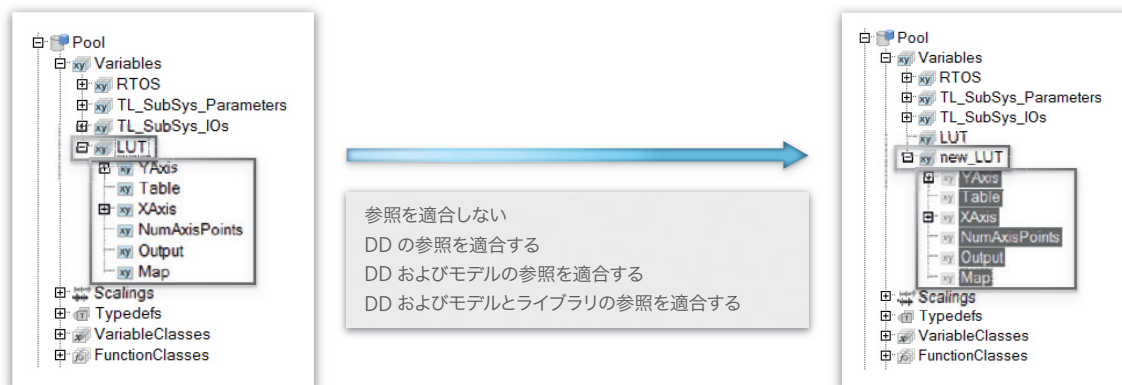 Pool
Variables
RTOS
TL_SubSys_Parameters
TL_SubSys_IOs
LUT
YAxis
Table
XAxis
NumAxisPoints
Output
Map
Scalings
Typedefs
VariableClasses
FunctionClasses
参照を適合しない
DD の参照を適合する
DD およびモデルの参照を適合する
DD およびモデルとライブラリの参照を適合する
Pool
Variables
RTOS
TL_SubSys_Parameters
TL_SubSys_IOs
LUT
new_LUT
YAxis
Table
XAxis
NumAxisPoints
Output
Map
Scalings
Typedefs
VariableClasses
FunctionClasses